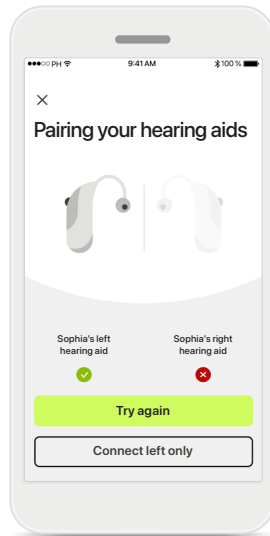 PH 9:41 AM 100 %
Pairing your hearing aids
Sophia's left
hearing aid
Sophia's right
hearing aid
Try again
Connect left only